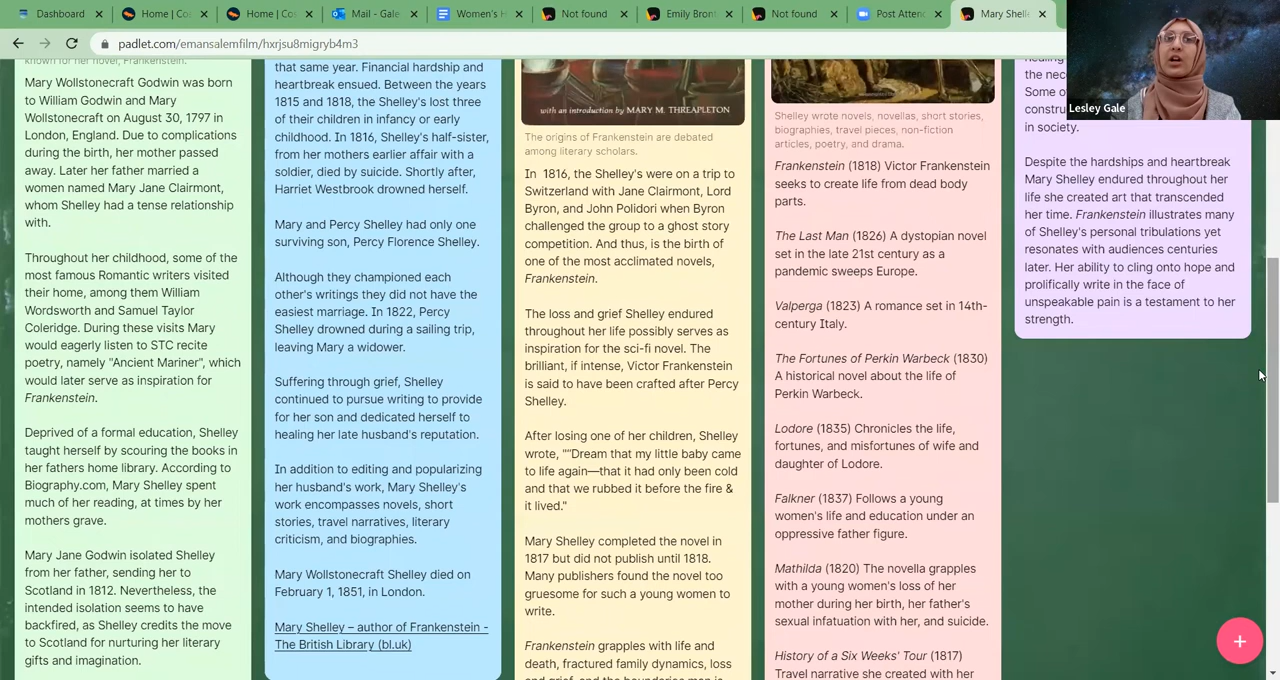 Dashboard
Home | Cos
Home | Cos
Mail - Gale
Women's H
Not found
Emily Bront
Not found
Post Attend
Mary Shelle
padlet.com/emansalemfilm/hxrjsu8migryb4m3
Lesley Gale
known for her novel, Frankenstein.
Mary Wollstonecraft Godwin was born
to William Godwin and Mary
Wollstonecraft on August 30, 1797 in
London, England. Due to complications
during the birth, her mother passed
away. Later her father married a
women named Mary Jane Clairmont,
whom Shelley had a tense relationship
with.
Throughout her childhood, some of the
most famous Romantic writers visited
their home, among them William
Wordsworth and Samuel Taylor
Coleridge. During these visits Mary
would eagerly listen to STC recite
poetry, namely "Ancient Mariner", which
would later serve as inspiration for
Frankenstein.
Deprived of a formal education, Shelley
taught herself by scouring the books in
her fathers home library. According to
Biography.com, Mary Shelley spent
much of her reading, at times by her
mothers grave.
Mary Jane Godwin isolated Shelley
from her father, sending her to
Scotland in 1812. Nevertheless, the
intended isolation seems to have
backfired, as Shelley credits the move
to Scotland for nurturing her literary
gifts and imagination.
that same year. Financial hardship and
heartbreak ensued. Between the years
1815 and 1818, the Shelley's lost three
of their children in infancy or early
childhood. In 1816, Shelley's half-sister,
from her mothers earlier affair with a
soldier, died by suicide. Shortly after,
Harriet Westbrook drowned herself.
Mary and Percy Shelley had only one
surviving son, Percy Florence Shelley.
Although they championed each
other's writings they did not have the
easiest marriage. In 1822, Percy
Shelley drowned during a sailing trip,
leaving Mary a widower.
Suffering through grief, Shelley
continued to pursue writing to provide
for her son and dedicated herself to
healing her late husband's reputation.
In addition to editing and popularizing
her husband's work, Mary Shelley's
work encompasses novels, short
stories, travel narratives, literary
criticism, and biographies.
Mary Wollstonecraft Shelley died on
February 1, 1851, in London.
Mary Shelley – author of Frankenstein -
The British Library (bl.uk)
with an introduction by MARY M. THREAPLETON
The origins of Frankenstein are debated
among literary scholars.
In 1816, the Shelley's were on a trip to
Switzerland with Jane Clairmont, Lord
Byron, and John Polidori when Byron
challenged the group to a ghost story
competition. And thus, is the birth of
one of the most acclimated novels,
Frankenstein.
The loss and grief Shelley endured
throughout her life possibly serves as
inspiration for the sci-fi novel. The
brilliant, if intense, Victor Frankenstein
is said to have been crafted after Percy
Shelley.
After losing one of her children, Shelley
wrote, ""Dream that my little baby came
to life again—that it had only been cold
and that we rubbed it before the fire &
it lived."
Mary Shelley completed the novel in
1817 but did not publish until 1818.
Many publishers found the novel too
gruesome for such a young women to
write.
Frankenstein grapples with life and
death, fractured family dynamics, loss
and grief, and the boundaries man is
Shelley wrote novels, novellas, short stories,
biographies, travel pieces, non-fiction
articles, poetry, and drama.
Frankenstein (1818) Victor Frankenstein
seeks to create life from dead body
parts.
The Last Man (1826) A dystopian novel
set in the late 21st century as a
pandemic sweeps Europe.
Valperga (1823) A romance set in 14th-
century Italy.
The Fortunes of Perkin Warbeck (1830)
A historical novel about the life of
Perkin Warbeck.
Lodore (1835) Chronicles the life,
fortunes, and misfortunes of wife and
daughter of Lodore.
Falkner (1837) Follows a young
women's life and education under an
oppressive father figure.
Mathilda (1820) The novella grapples
with a young women's loss of her
mother during her birth, her father's
sexual infatuation with her, and suicide.
History of a Six Weeks' Tour (1817)
Travel narrative she created with her
healing
the nec
Some o
constru
in society.
Despite the hardships and heartbreak
Mary Shelley endured throughout her
life she created art that transcended
her time. Frankenstein illustrates many
of Shelley's personal tribulations yet
resonates with audiences centuries
later. Her ability to cling onto hope and
prolifically write in the face of
unspeakable pain is a testament to her
strength.